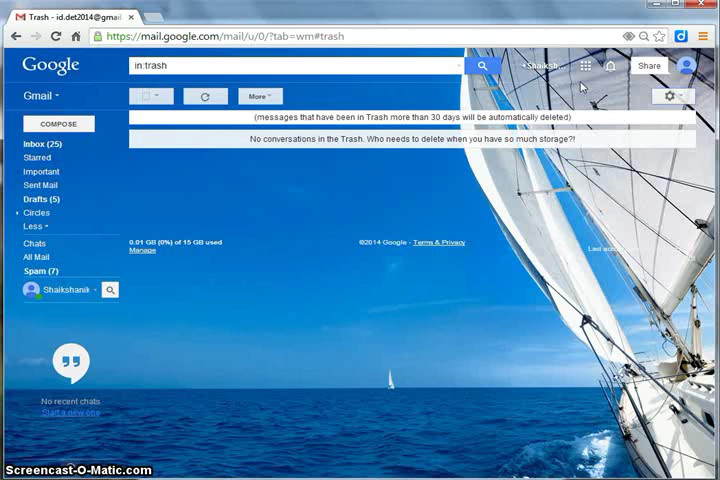 Trash - id.det2014@gmai
https://mail.google.com/mail/u/0/?tab=wm#trash
Google
in:trash
Shaiksh...
Share
Gmail
More
COMPOSE
(messages that have been in Trash more than 30 days will be automatically deleted)
No conversations in the Trash. Who needs to delete when you have so much storage?!
Inbox (25)
Starred
Important
Sent Mail
Drafts (5)
Circles
Less
Chats
All Mail
Spam (7)
0.01 GB (0%) of 15 GB used
Manage
©2014 Google - Terms & Privacy
Last
Shaikshanik
No recent chats
Start a new one
Screencast-O-Matic.com